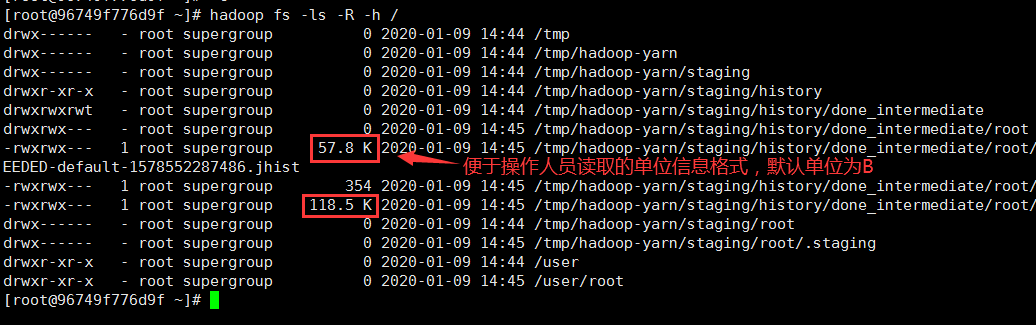 [root@96749f776d9f ~]# hadoop fs -ls -R -h /
drwx------   - root supergroup          0 2020-01-09 14:44 /tmp
drwx------   - root supergroup          0 2020-01-09 14:44 /tmp/hadoop-yarn
drwx------   - root supergroup          0 2020-01-09 14:44 /tmp/hadoop-yarn/staging
drwxr-xr-x   - root supergroup          0 2020-01-09 14:44 /tmp/hadoop-yarn/staging/history
drwxrwxrwt   - root supergroup          0 2020-01-09 14:44 /tmp/hadoop-yarn/staging/history/done_intermediate
drwxrwx---   - root supergroup          0 2020-01-09 14:45 /tmp/hadoop-yarn/staging/history/done_intermediate/root
-rwxrwx---   1 root supergroup     57.8 K 2020-01-09 14:45 /tmp/hadoop-yarn/staging/history/done_intermediate/root/
EEDED-default-1578552287486.jhist
便于操作人员读取的单位信息格式，默认单位为B
-rwxrwx---   1 root supergroup        354 2020-01-09 14:45 /tmp/hadoop-yarn/staging/history/done_intermediate/root/
-rwxrwx---   1 root supergroup    118.5 K 2020-01-09 14:45 /tmp/hadoop-yarn/staging/history/done_intermediate/root/
drwx------   - root supergroup          0 2020-01-09 14:44 /tmp/hadoop-yarn/staging/root
drwx------   - root supergroup          0 2020-01-09 14:45 /tmp/hadoop-yarn/staging/root/.staging
drwxr-xr-x   - root supergroup          0 2020-01-09 14:44 /user
drwxr-xr-x   - root supergroup          0 2020-01-09 14:45 /user/root
[root@96749f776d9f ~]#